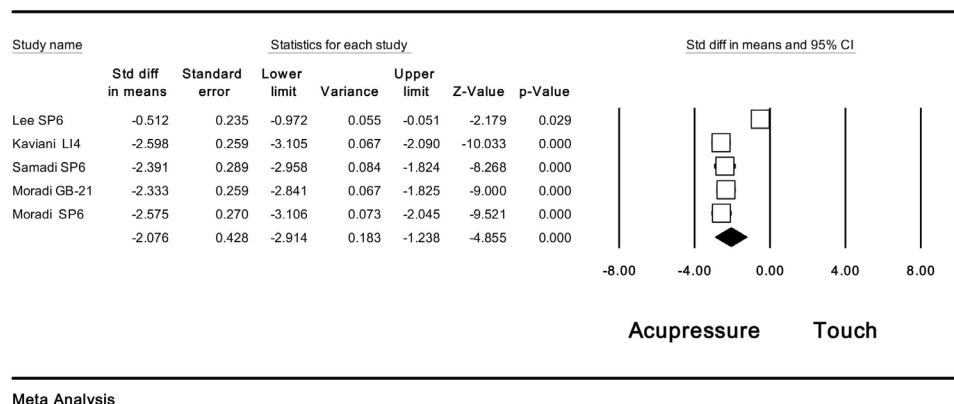 Study name Statistics for each study Std diff in means and 95% CI
Std diff Standard Lower Upper
in means error limit Variance limit Z-Value p-Value
Lee SP6 -0.512 0.235 -0.972 0.055 -0.051 -2.179 0.029
Kaviani LI4 -2.598 0.259 -3.105 0.067 -2.090 -10.033 0.000
Samadi SP6 -2.391 0.289 -2.958 0.084 -1.824 -8.268 0.000
Moradi GB-21 -2.333 0.259 -2.841 0.067 -1.825 -9.000 0.000
Moradi SP6 -2.575 0.270 -3.106 0.073 -2.045 -9.521 0.000
-2.076 0.428 -2.914 0.183 -1.238 -4.855 0.000
-8.00 -4.00 0.00 4.00 8.00
Acupressure Touch
Meta Analysis